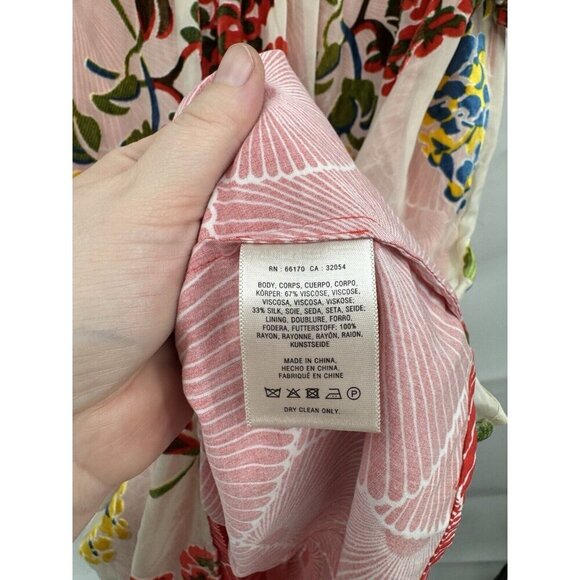 RN : 66170 CA : 32054
BODY, CORPS, CUERPO, CORPO,
KÖRPER: 67% VISCOSE, VISCOSE,
VISCOSA, VISCOSA, VISKOSE;
33% SILK, SOIE, SEDA, SETA, SEIDE;
LINING, DOUBLURE, FORRO,
FODERA, FUTTERSTOFF: 100%
RAYON, RAYONNE, RAYÓN, RAION,
KUNSTSEIDE
MADE IN CHINA,
HECHO EN CHINA,
FABRIQUÉ EN CHINE
P
DRY CLEAN ONLY.